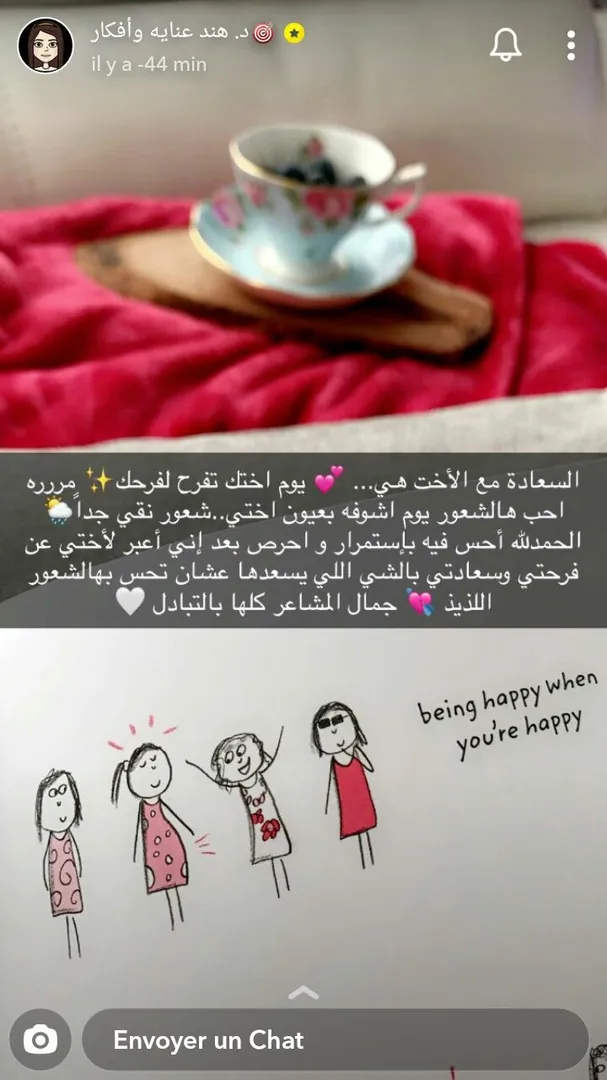 د. هند عنايه وأفكار 🎯 ⭐
il y a -44 min
السعادة مع الأخت هي... 💕 يوم اختك تفرح لفرحك✨ مررره
احب هالشعور يوم اشوفه بعيون اختي..شعور نقي جداً🌦
الحمدلله أحس فيه بإستمرار و احرص بعد إني أعبر لأختي عن
فرحتي وسعادتي بالشي اللي يسعدها عشان تحس بهالشعور
اللذيذ 💘 جمال المشاعر كلها بالتبادل 🤍
being happy when
you're happy
Envoyer un Chat